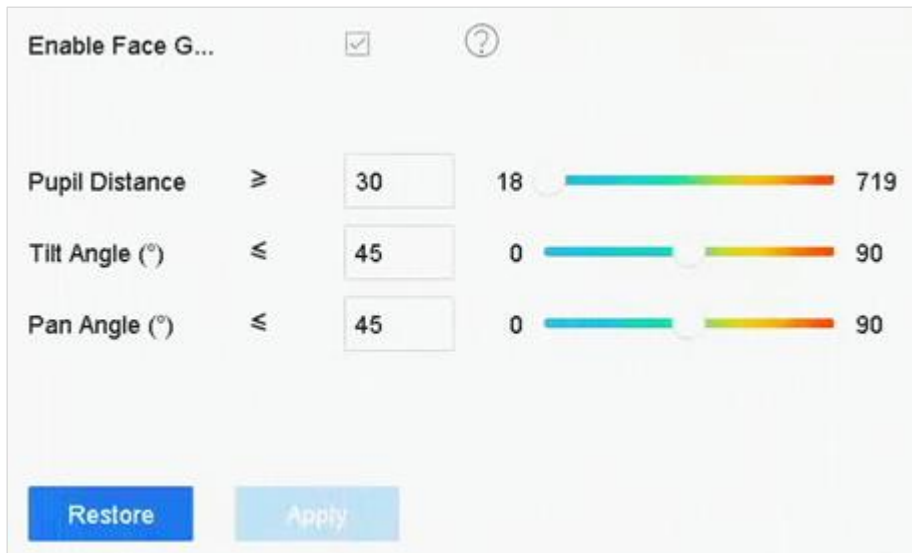 Enable Face G... ?
Pupil Distance ≥ 30 18 719
Tilt Angle (°) ≤ 45 0 90
Pan Angle (°) ≤ 45 0 90
Restore Apply